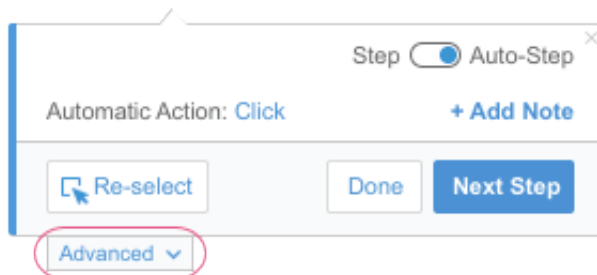 Step Auto-Step
Automatic Action: Click + Add Note
Re-select Done Next Step
Advanced